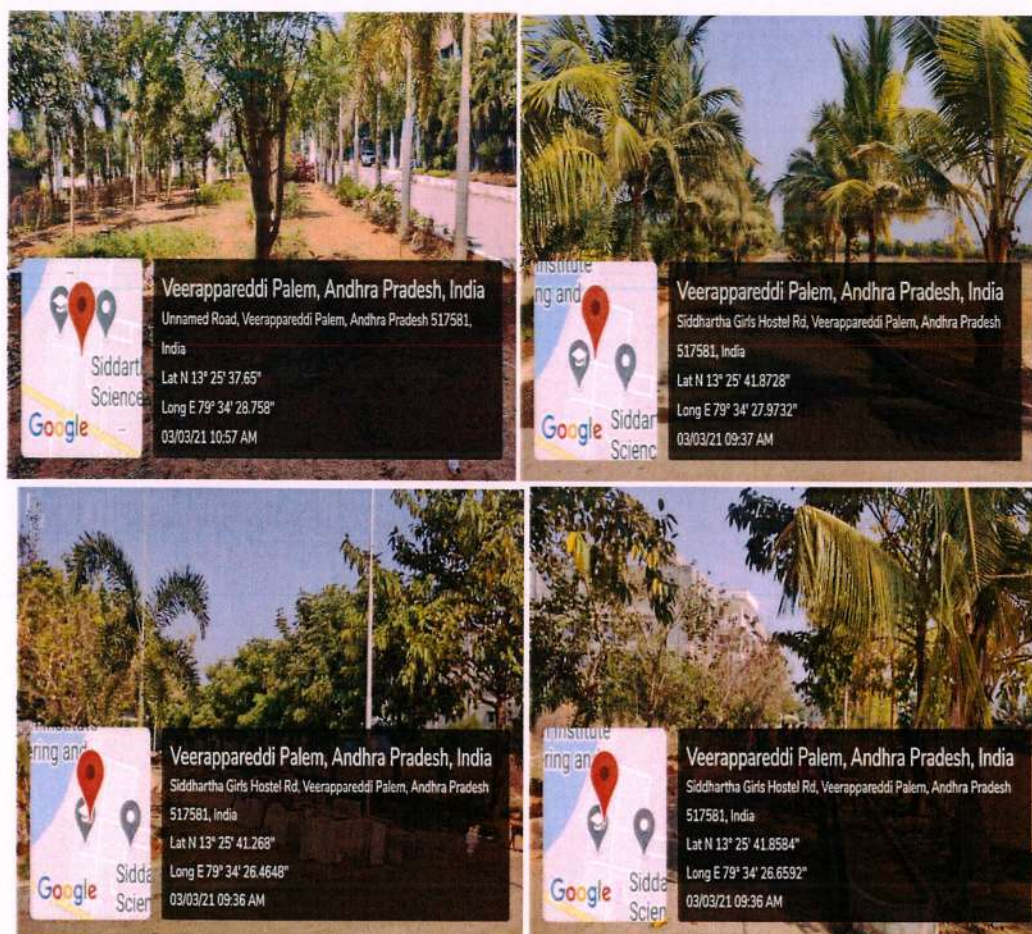 Veerappareddi Palem, Andhra Pradesh, India
Unnamed Road, Veerappareddi Palem, Andhra Pradesh 517581,
India
Lat N 13° 25' 37.65"
Long E 79° 34' 28.758"
03/03/21 10:57 AM
Siddart
Science
Google
Veerappareddi Palem, Andhra Pradesh, India
Siddhartha Girls Hostel Rd, Veerappareddi Palem, Andhra Pradesh
517581, India
Lat N 13° 25' 41.8728"
Long E 79° 34' 27.9732"
03/03/21 09:37 AM
institute
ng and
Siddar
Scienc
Google
Veerappareddi Palem, Andhra Pradesh, India
Siddhartha Girls Hostel Rd, Veerappareddi Palem, Andhra Pradesh
517581, India
Lat N 13° 25' 41.268"
Long E 79° 34' 26.4648"
03/03/21 09:36 AM
ering and
Sidda
Scien
Google
Veerappareddi Palem, Andhra Pradesh, India
Siddhartha Girls Hostel Rd, Veerappareddi Palem, Andhra Pradesh
517581, India
Lat N 13° 25' 41.8584"
Long E 79° 34' 26.6592"
03/03/21 09:36 AM
institute
ring an
Sidda
Scien
Google